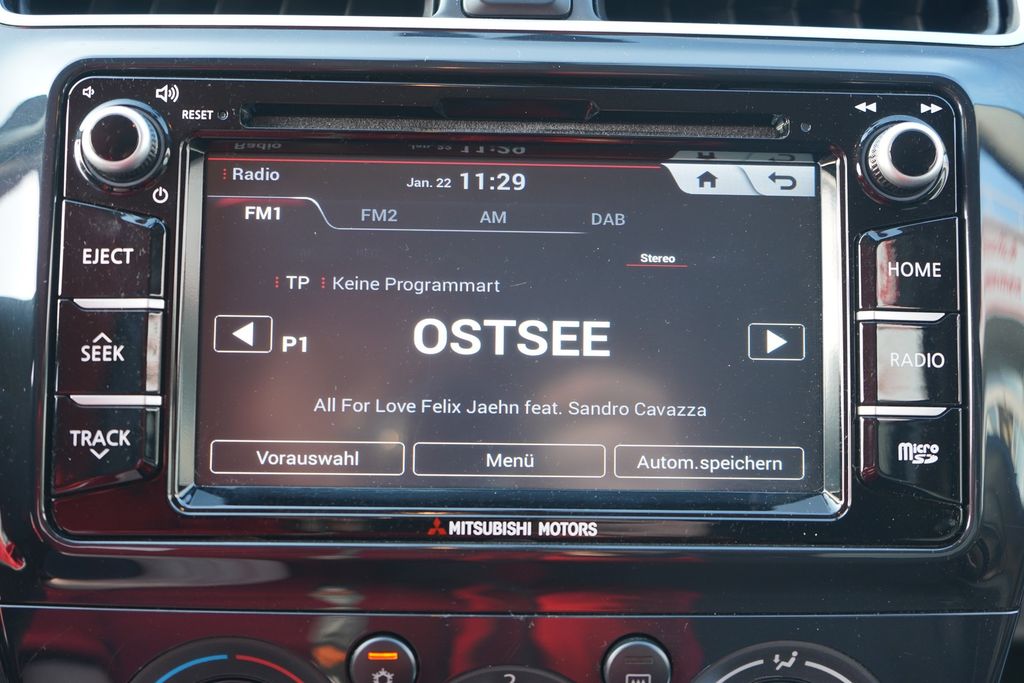 RESET
Radio
Jan. 22 11:29
FM1 FM2 AM DAB
Stereo
TP Keine Programmart
P1 OSTSEE
All For Love Felix Jaehn feat. Sandro Cavazza
Vorauswahl Menü Autom.speichern
EJECT
SEEK
TRACK
HOME
RADIO
Micro SD
MITSUBISHI MOTORS
2